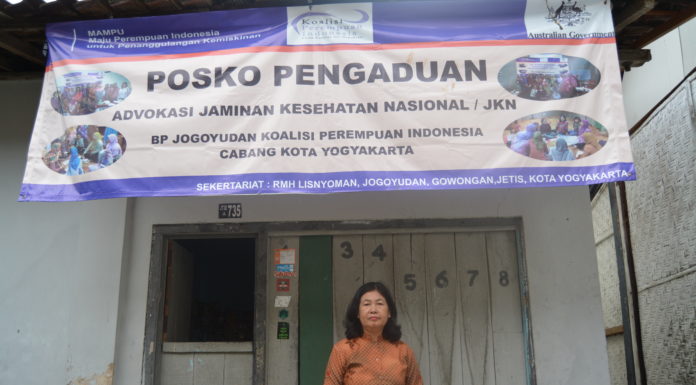 MAMPU
Maju Perempuan Indonesia
untuk Penanggulangan Kemiskinan
Koalisi
Perempuan
Indonesia
Australian Government
POSKO PENGADUAN
ADVOKASI JAMINAN KESEHATAN NASIONAL / JKN
BP JOGOYUDAN KOALISI PEREMPUAN INDONESIA
CABANG KOTA YOGYAKARTA
SEKERTARIAT : RMH LISNYOMAN, JOGOYUDAN, GOWONGAN,JETIS, KOTA YOGYAKARTA
735
3 4 5 6 7 8